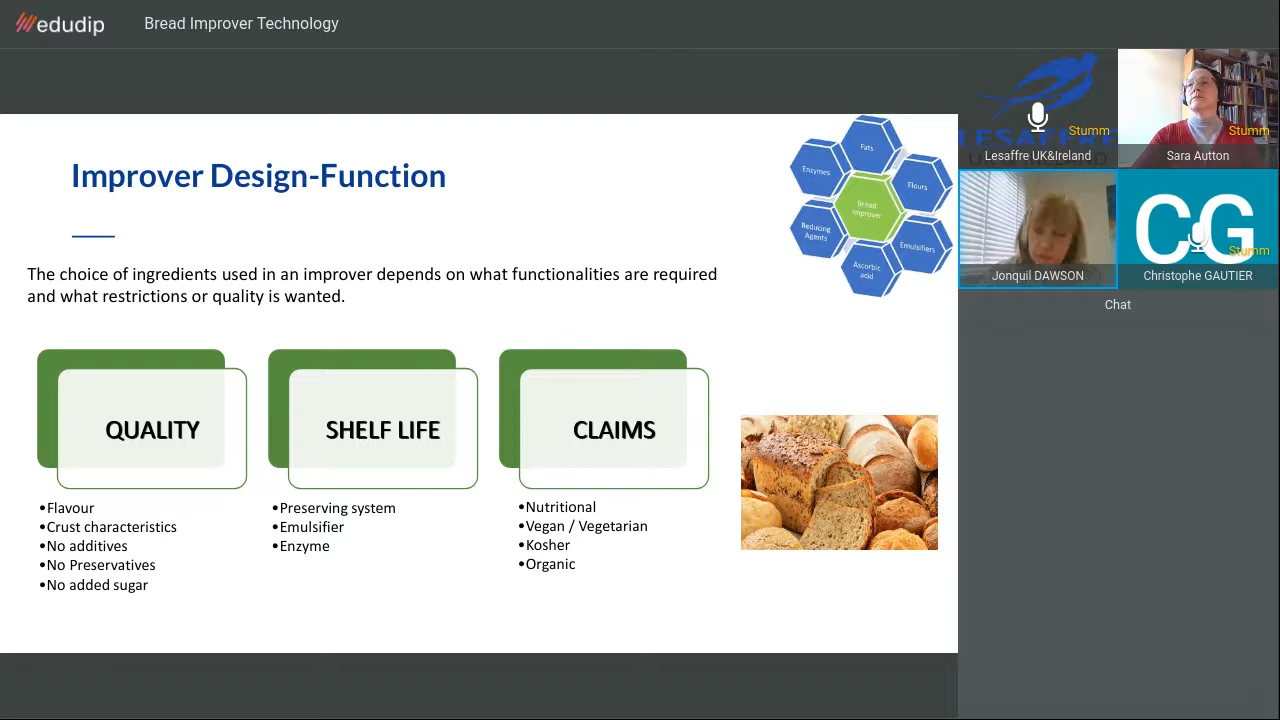 edudip
Bread Improver Technology
Improver Design-Function
Fats
Enzymes
Flours
Bread
Improver
Reducing
Agents
Emulsifiers
Ascorbic
acid
The choice of ingredients used in an improver depends on what functionalities are required
and what restrictions or quality is wanted.
QUALITY
•Flavour
•Crust characteristics
•No additives
•No Preservatives
•No added sugar
SHELF LIFE
•Preserving system
•Emulsifier
•Enzyme
CLAIMS
•Nutritional
•Vegan / Vegetarian
•Kosher
•Organic
LESAFFRE
Stumm
Lesaffre UK&Ireland
Stumm
Sara Autton
Jonquil DAWSON
CG
Stumm
Christophe GAUTIER
Chat